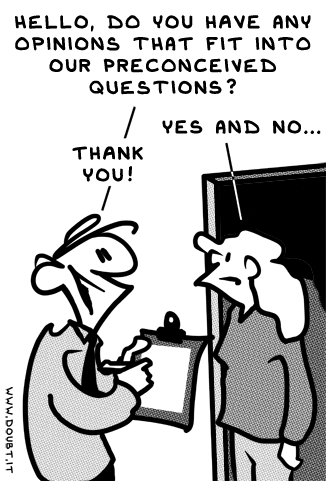 HELLO, DO YOU HAVE ANY
OPINIONS THAT FIT INTO
OUR PRECONCEIVED
QUESTIONS?
YES AND NO...
THANK
YOU!
WWW.DOUBT.IT